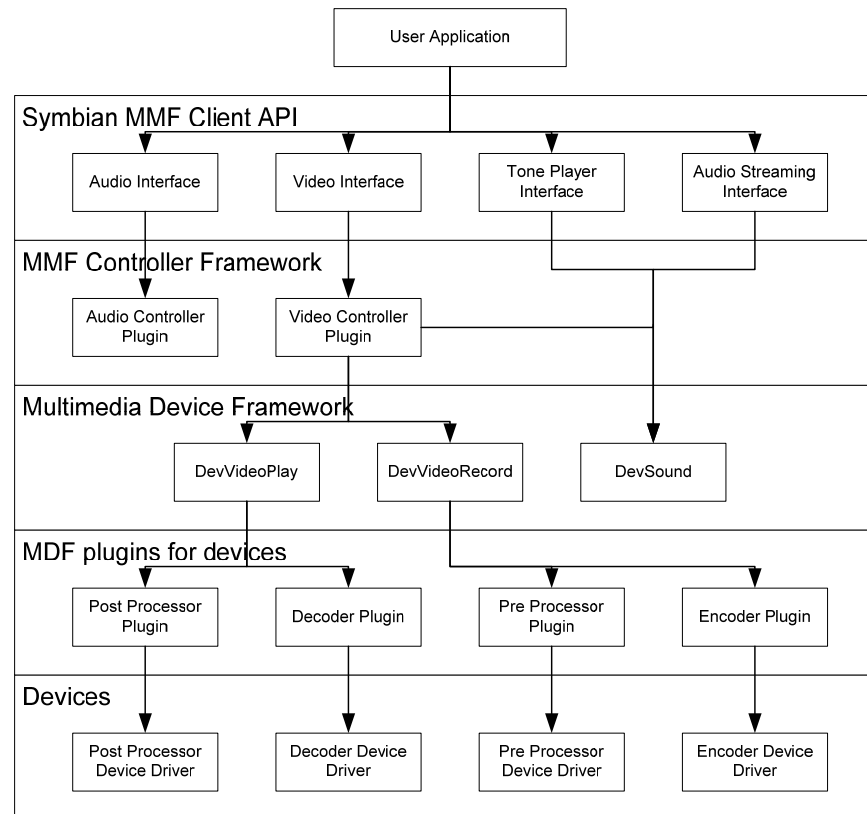 User Application
Symbian MMF Client API
Audio Interface
Video Interface
Tone Player
Interface
Audio Streaming
Interface
MMF Controller Framework
Audio Controller
Plugin
Video Controller
Plugin
Multimedia Device Framework
DevVideoPlay
DevVideoRecord
DevSound
MDF plugins for devices
Post Processor
Plugin
Decoder Plugin
Pre Processor
Plugin
Encoder Plugin
Devices
Post Processor
Device Driver
Decoder Device
Driver
Pre Processor
Device Driver
Encoder Device
Driver